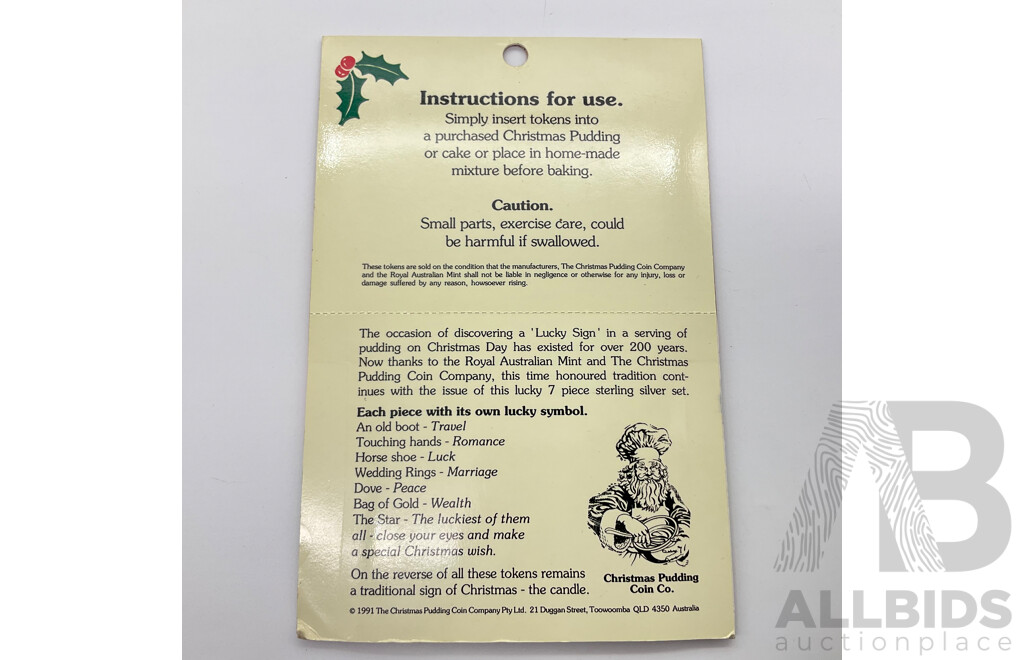 Instructions for use.
Simply insert tokens into
a purchased Christmas Pudding
or cake or place in home-made
mixture before baking.
Caution.
Small parts, exercise care, could
be harmful if swallowed.
These tokens are sold on the condition that the manufacturers, The Christmas Pudding Coin Company
and the Royal Australian Mint shall not be liable in negligence or otherwise for any injury, loss or
damage suffered by any reason, howsoever rising.
The occasion of discovering a 'Lucky Sign' in a serving of
pudding on Christmas Day has existed for over 200 years.
Now thanks to the Royal Australian Mint and The Christmas
Pudding Coin Company, this time honoured tradition cont-
inues with the issue of this lucky 7 piece sterling silver set.
Each piece with its own lucky symbol.
An old boot - Travel
Touching hands - Romance
Horse shoe - Luck
Wedding Rings - Marriage
Dove - Peace
Bag of Gold - Wealth
The Star - The luckiest of them
all - close your eyes and make
a special Christmas wish.
On the reverse of all these tokens remains
a traditional sign of Christmas - the candle.
Christmas Pudding
Coin Co.
© 1991 The Christmas Pudding Coin Company Pty Ltd. 21 Duggan Street, Toowoomba QLD 4350 Australia
AB
ALLBIDS
auctionplace